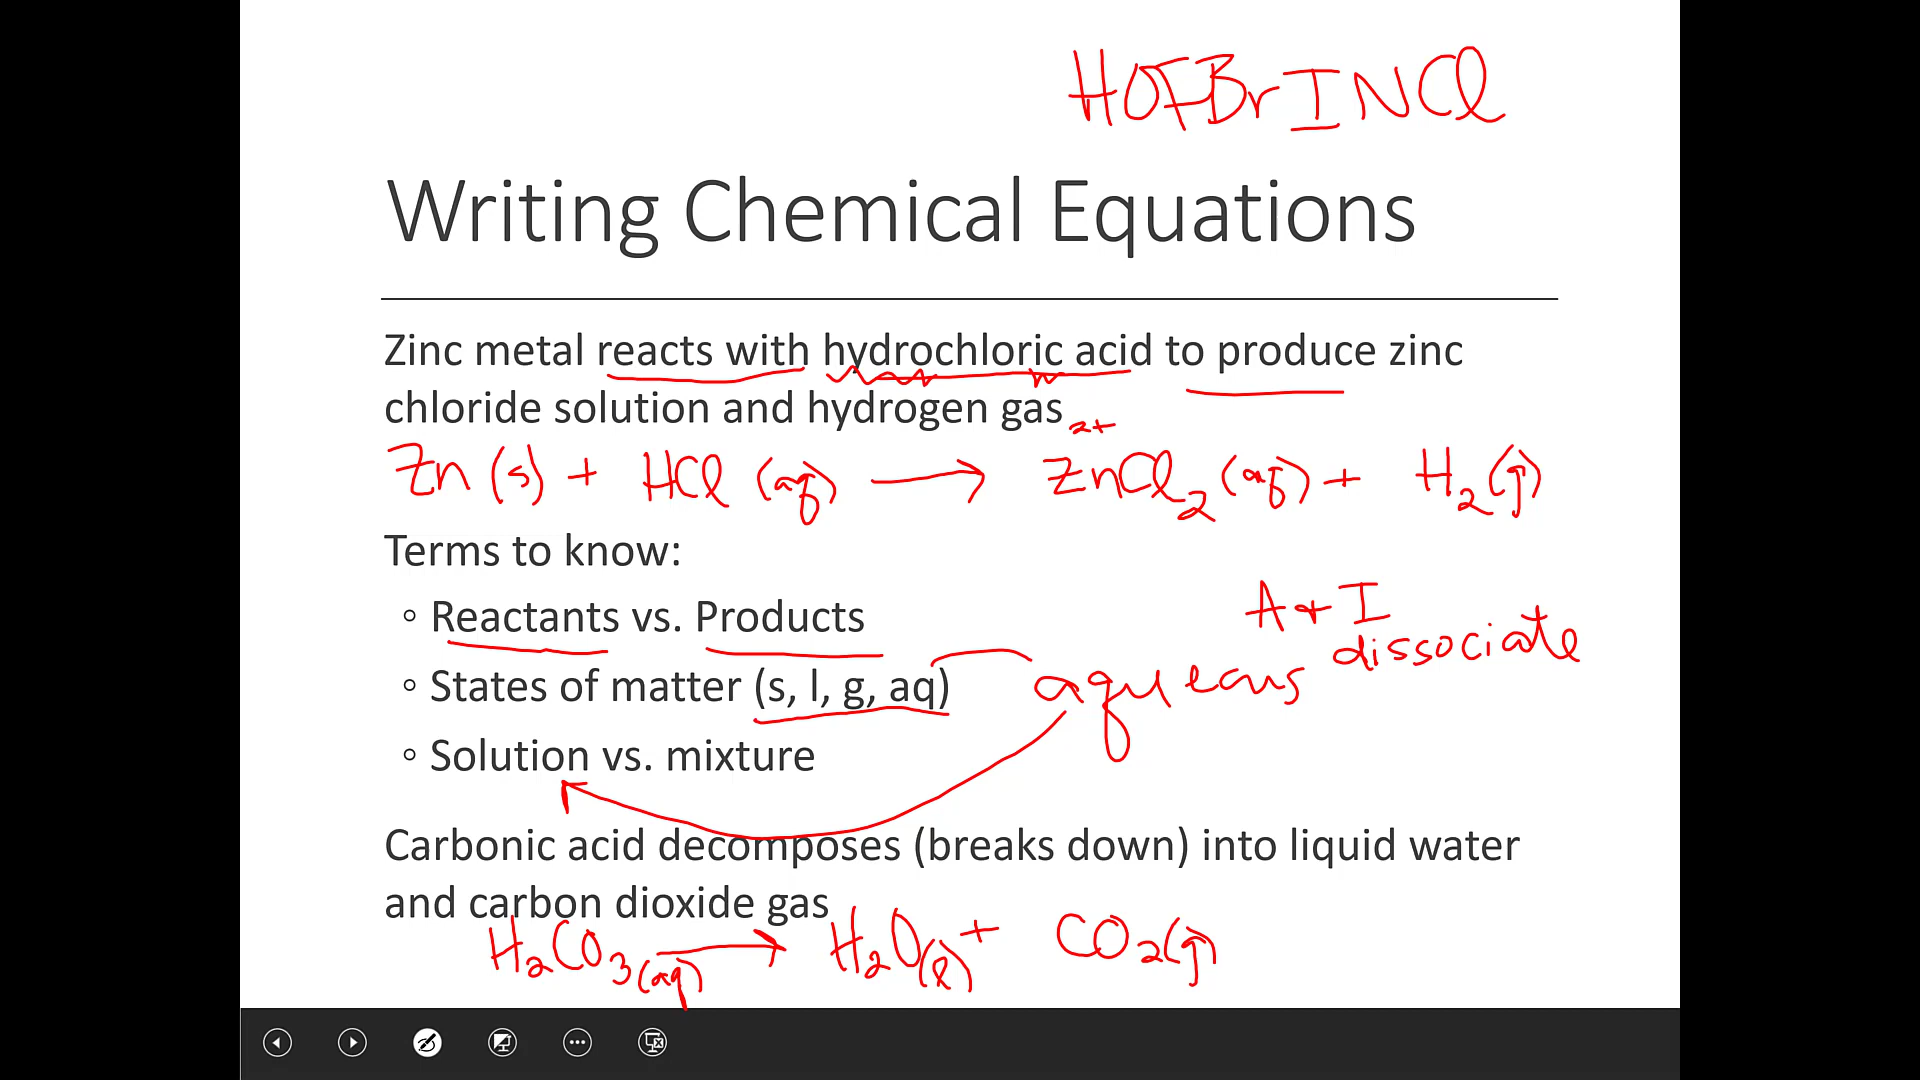 HOFBrINCl
Writing Chemical Equations
Zinc metal reacts with hydrochloric acid to produce zinc
chloride solution and hydrogen gas
2+
Zn (s) + HCl (aq) → ZnCl₂ (aq) + H₂ (g)
Terms to know:
◦ Reactants vs. Products
A + I
dissociate
◦ States of matter (s, l, g, aq)
aqueous
◦ Solution vs. mixture
Carbonic acid decomposes (breaks down) into liquid water
and carbon dioxide gas
H₂CO₃(aq) → H₂O(l) + CO₂(g)